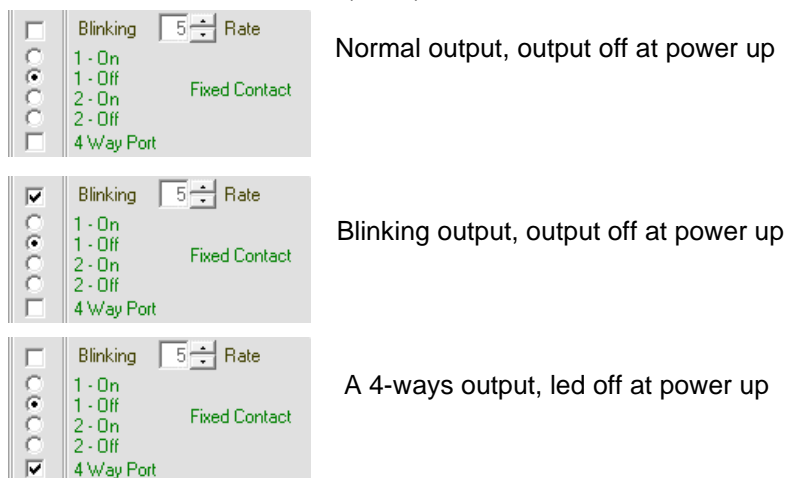 Blinking 5 Rate
1 - On
1 - Off
2 - On
2 - Off
Fixed Contact
4 Way Port
Normal output, output off at power up
Blinking 5 Rate
1 - On
1 - Off
2 - On
2 - Off
Fixed Contact
4 Way Port
Blinking output, output off at power up
Blinking 5 Rate
1 - On
1 - Off
2 - On
2 - Off
Fixed Contact
4 Way Port
A 4-ways output, led off at power up